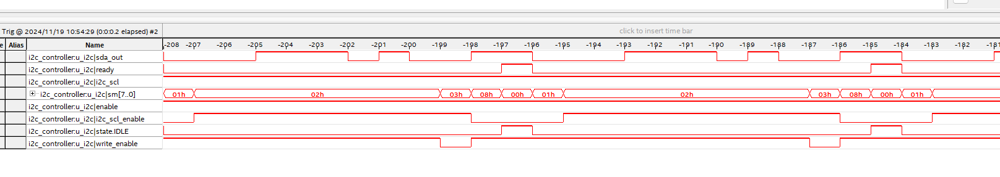 Trig @ 2024/11/19 10:54:29 (0:0:0.2 elapsed) #2 click to insert time bar
e Alias Name -208 -207 -206 -205 -204 -203 -202 -201 -200 -199 -198 -197 -196 -195 -194 -193 -192 -191 -190 -189 -188 -187 -186 -185 -184 -183 -182 -181
i2c_controller:u_i2c|sda_out
i2c_controller:u_i2c|ready
i2c_controller:u_i2c|i2c_scl
i2c_controller:u_i2c|sm[7..0] 01h 02h 03h 08h 00h 01h 02h 03h 08h 00h 01h
i2c_controller:u_i2c|enable
i2c_controller:u_i2c|i2c_scl_enable
i2c_controller:u_i2c|state.IDLE
i2c_controller:u_i2c|write_enable